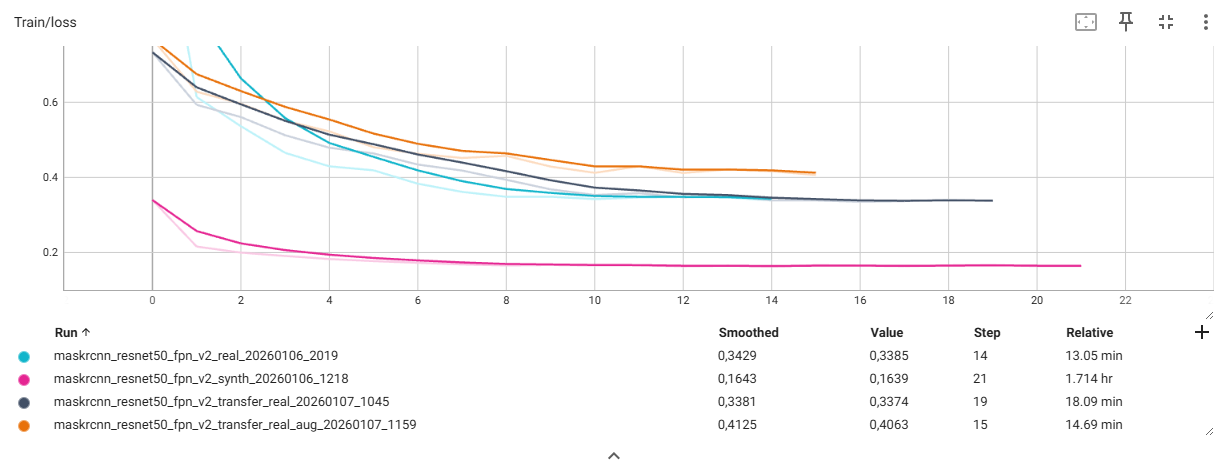 Train/loss
0.6
0.4
0.2
0 2 4 6 8 10 12 14 16 18 20 22
Run Smoothed Value Step Relative
maskrcnn_resnet50_fpn_v2_real_20260106_2019 0,3429 0,3385 14 13.05 min
maskrcnn_resnet50_fpn_v2_synth_20260106_1218 0,1643 0,1639 21 1.714 hr
maskrcnn_resnet50_fpn_v2_transfer_real_20260107_1045 0,3381 0,3374 19 18.09 min
maskrcnn_resnet50_fpn_v2_transfer_real_aug_20260107_1159 0,4125 0,4063 15 14.69 min